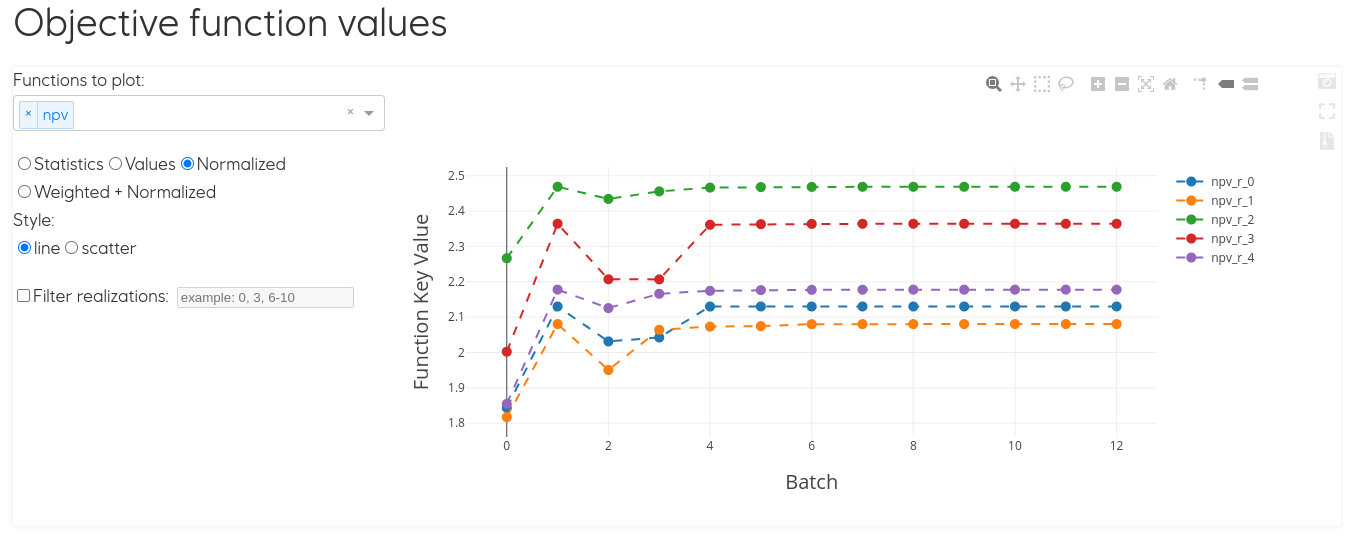 Objective function values
Functions to plot:
× npv × 
Statistics Values Normalized
Weighted + Normalized
Style:
line scatter
Filter realizations: example: 0, 3, 6-10
Function Key Value
2.5
2.4
2.3
2.2
2.1
2
1.9
1.8
0 2 4 6 8 10 12
Batch
npv_r_0
npv_r_1
npv_r_2
npv_r_3
npv_r_4